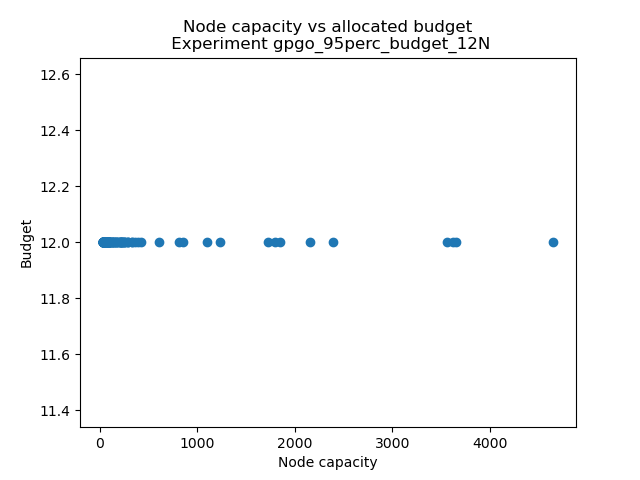 Node capacity vs allocated budget
Experiment gpgo_95perc_budget_12N
12.6
12.4
12.2
12.0
11.8
11.6
11.4
Budget
0 1000 2000 3000 4000
Node capacity